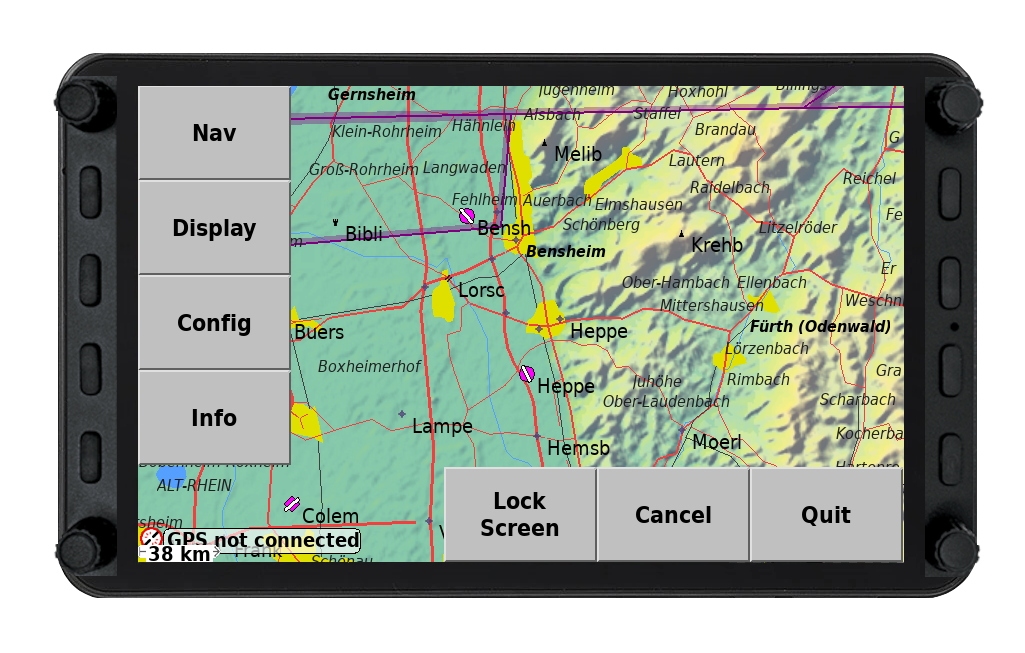 Nav
Display
Config
Info
Gernsheim
Jugenheim
Hoxhohl
Billings
Klein-Rohrheim
Hähnlein
Alsbach
Staffel
Brandau
G
Melib
Groß-Rohrheim
Langwaden
Lautern
Reichel
Raidelbach
Fehlheim
Auerbach
Elmshausen
Fe
Bibli
Bensh
Schönberg
Litzelröder
m
Bensheim
Krehb
Er
Lorsc
Ober-Hambach
Ellenbach
Mittershausen
Weschni
Buers
Heppe
Fürth (Odenwald)
Lörzenbach
Boxheimerhof
Heppe
Juhöhe
Rimbach
Gra
Ober-Laudenbach
Scharbach
Lampe
Hemsb
Moerl
Kocherba
Hartenro
ALT-RHEIN
Lock
Screen
Cancel
Quit
Colem
rsheim
GPS not connected
38 km
Frank
Schönau